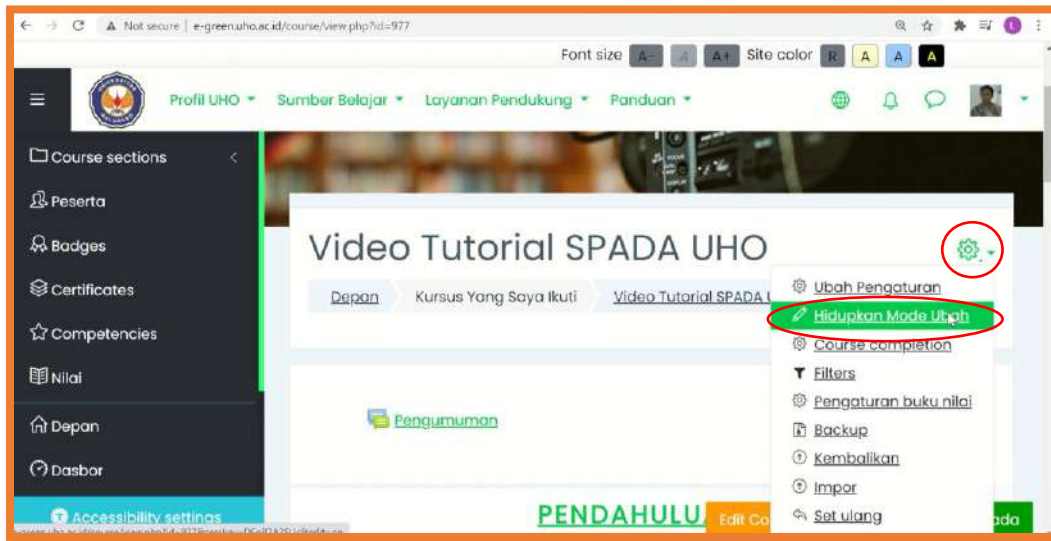 Not secure | e-green.uho.ac.id/course/view.php?id=977
Font size A- A A+ Site color R A A A
Profil UHO Sumber Belajar Layanan Pendukung Panduan
Course sections
Peserta
Badges
Certificates
Competencies
Nilai
Depan
Dasbor
Accessibility settings
Video Tutorial SPADA UHO
Depan Kursus Yang Saya Ikuti Video Tutorial SPADA
Ubah Pengaturan
Hidupkan Mode Ubah
Course completion
Filters
Pengaturan buku nilai
Backup
Kembalikan
Impor
Set ulang
Pengumuman
PENDAHULU
Edit Co
ada